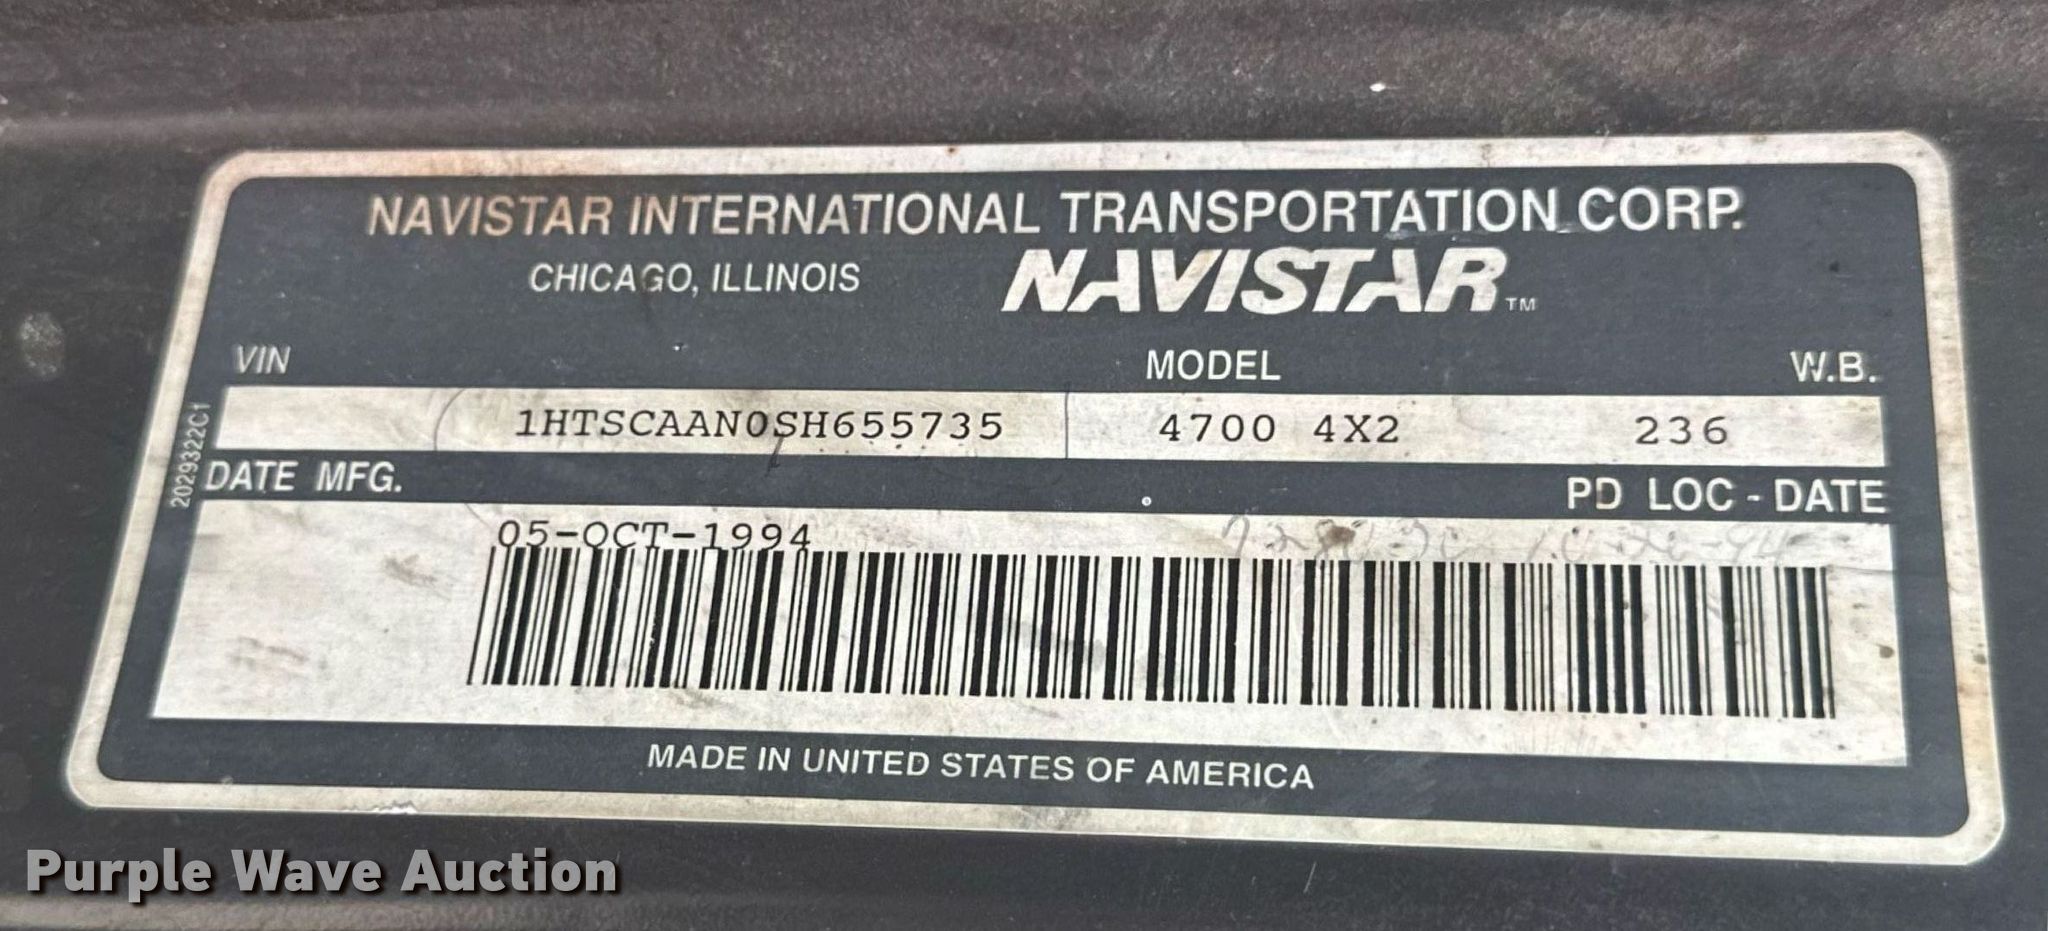 NAVISTAR INTERNATIONAL TRANSPORTATION CORP.
CHICAGO, ILLINOIS NAVISTAR™
VIN MODEL W.B.
1HTSCAAN0SH655735 4700 4X2 236
2029322C1
DATE MFG. PD LOC - DATE
05-OCT-1994
MADE IN UNITED STATES OF AMERICA
Purple Wave Auction